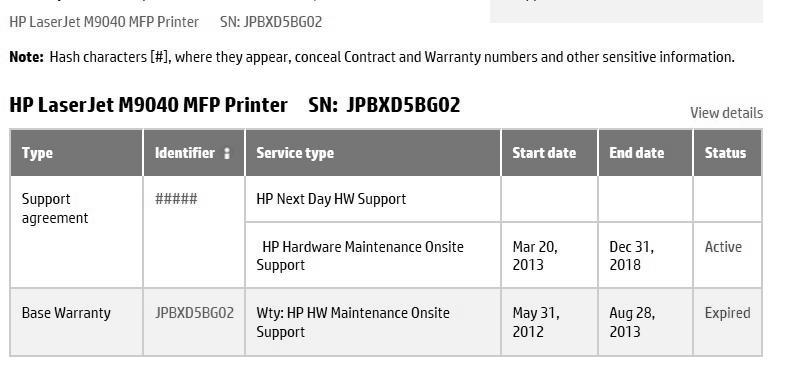 HP LaserJet M9040 MFP Printer SN: JPBXD5BG02
Note: Hash characters [#], where they appear, conceal Contract and Warranty numbers and other sensitive information.
HP LaserJet M9040 MFP Printer SN: JPBXD5BG02
View details
Type Identifier Service type Start date End date Status
Support agreement ##### HP Next Day HW Support
HP Hardware Maintenance Onsite Support Mar 20, 2013 Dec 31, 2018 Active
Base Warranty JPBXD5BG02 Wty: HP HW Maintenance Onsite Support May 31, 2012 Aug 28, 2013 Expired